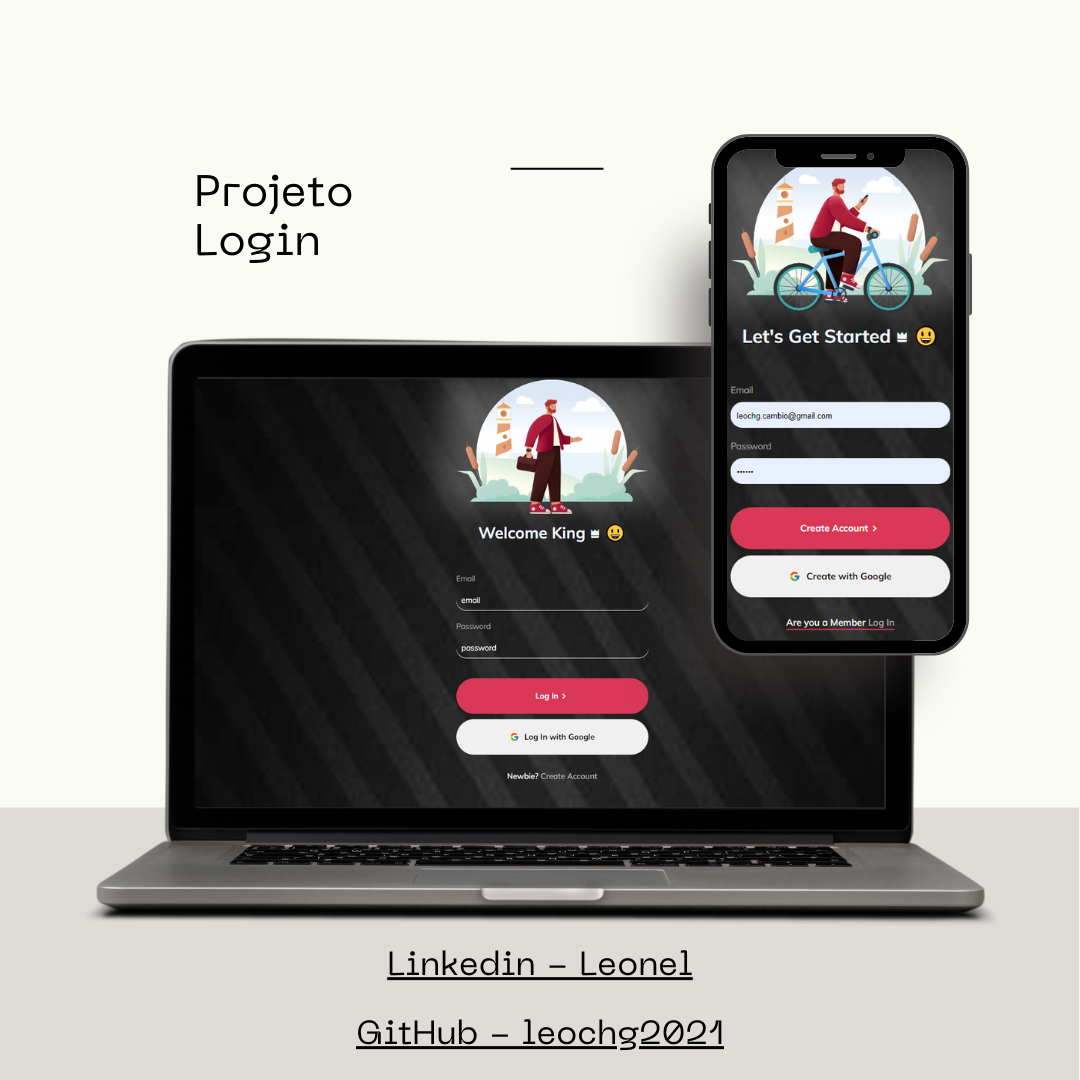 Projeto
Login
Welcome King
Email
email
Password
password
Log In
Log In with Google
Newbie? Create Account
Let's Get Started
Email
leochg.cambio@gmail.com
Password
Create Account
Create with Google
Are you a Member Log In
Linkedin - Leonel
GitHub - leochg2021